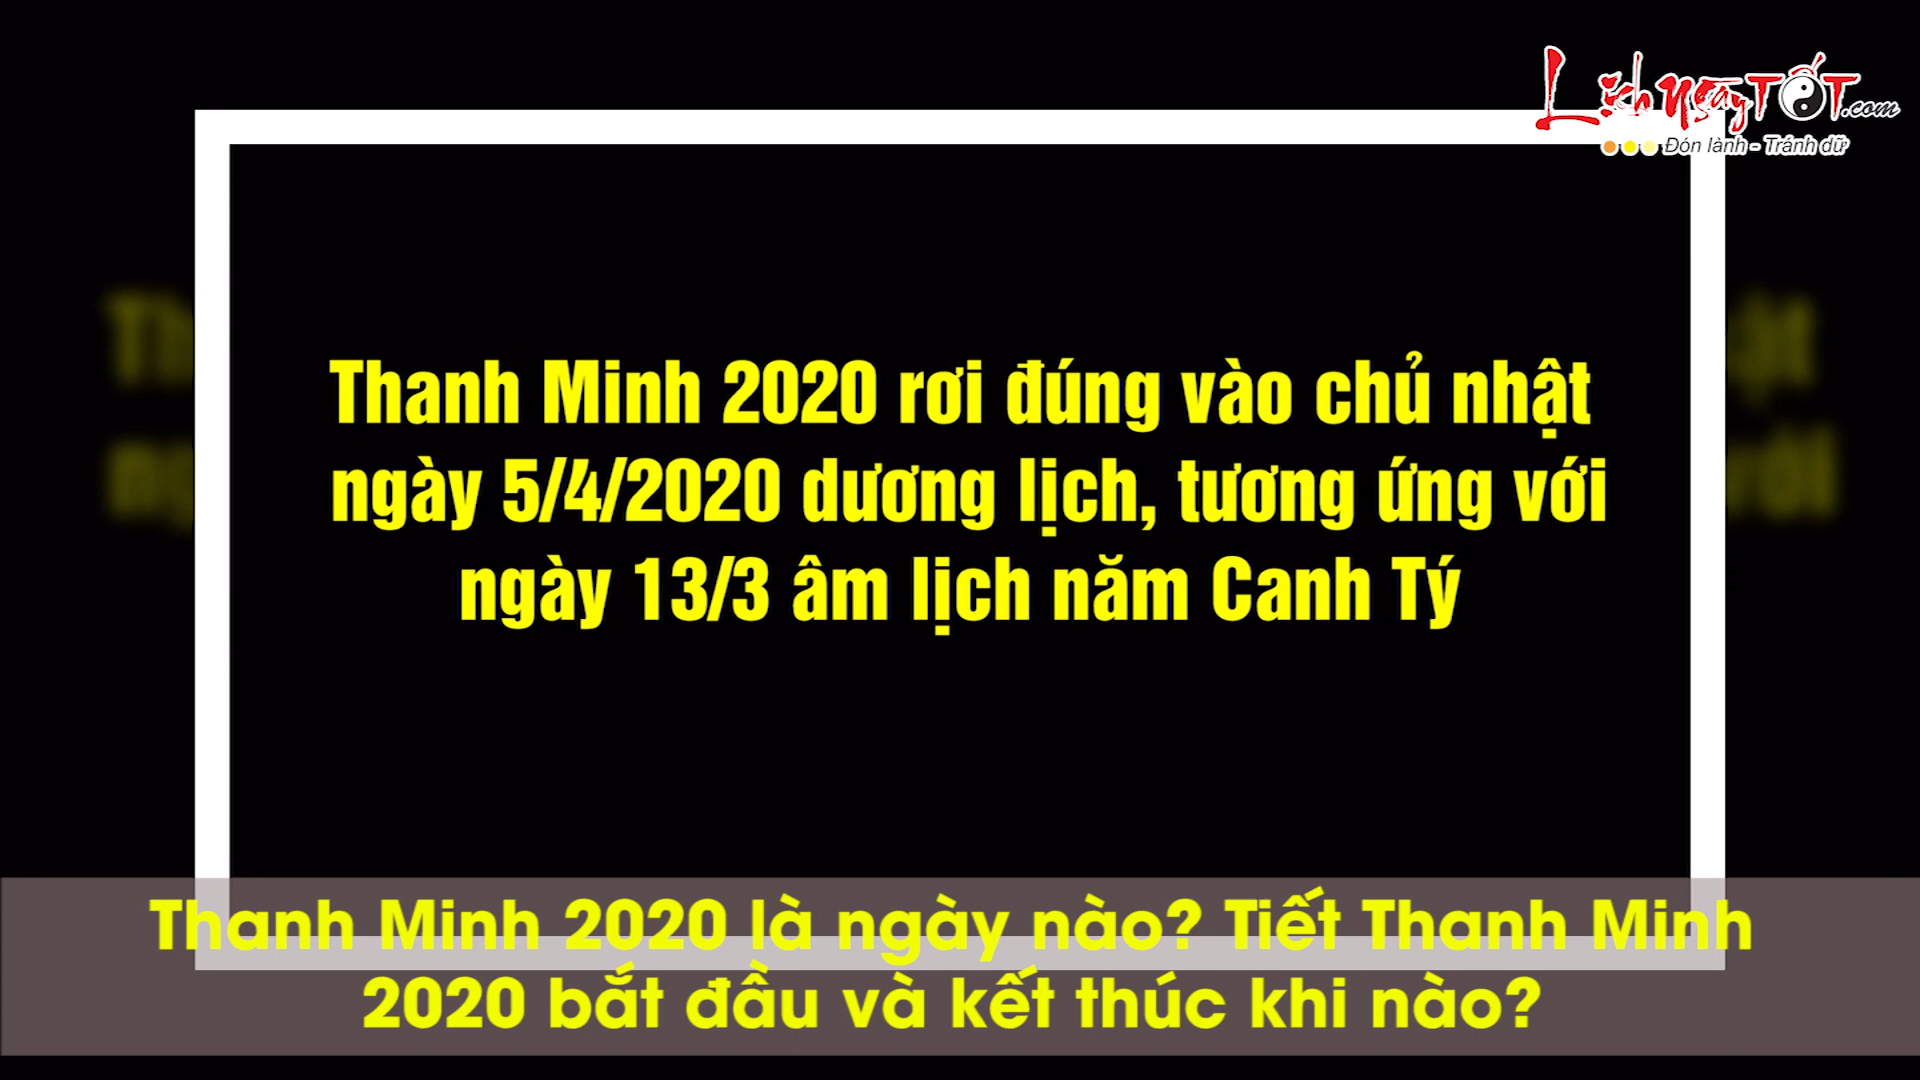 Lịch Ngày TỐT.com
Đón lành - Tránh dữ
Thanh Minh 2020 rơi đúng vào chủ nhật
ngày 5/4/2020 dương lịch, tương ứng với
ngày 13/3 âm lịch năm Canh Tý
Thanh Minh 2020 là ngày nào? Tiết Thanh Minh
2020 bắt đầu và kết thúc khi nào?